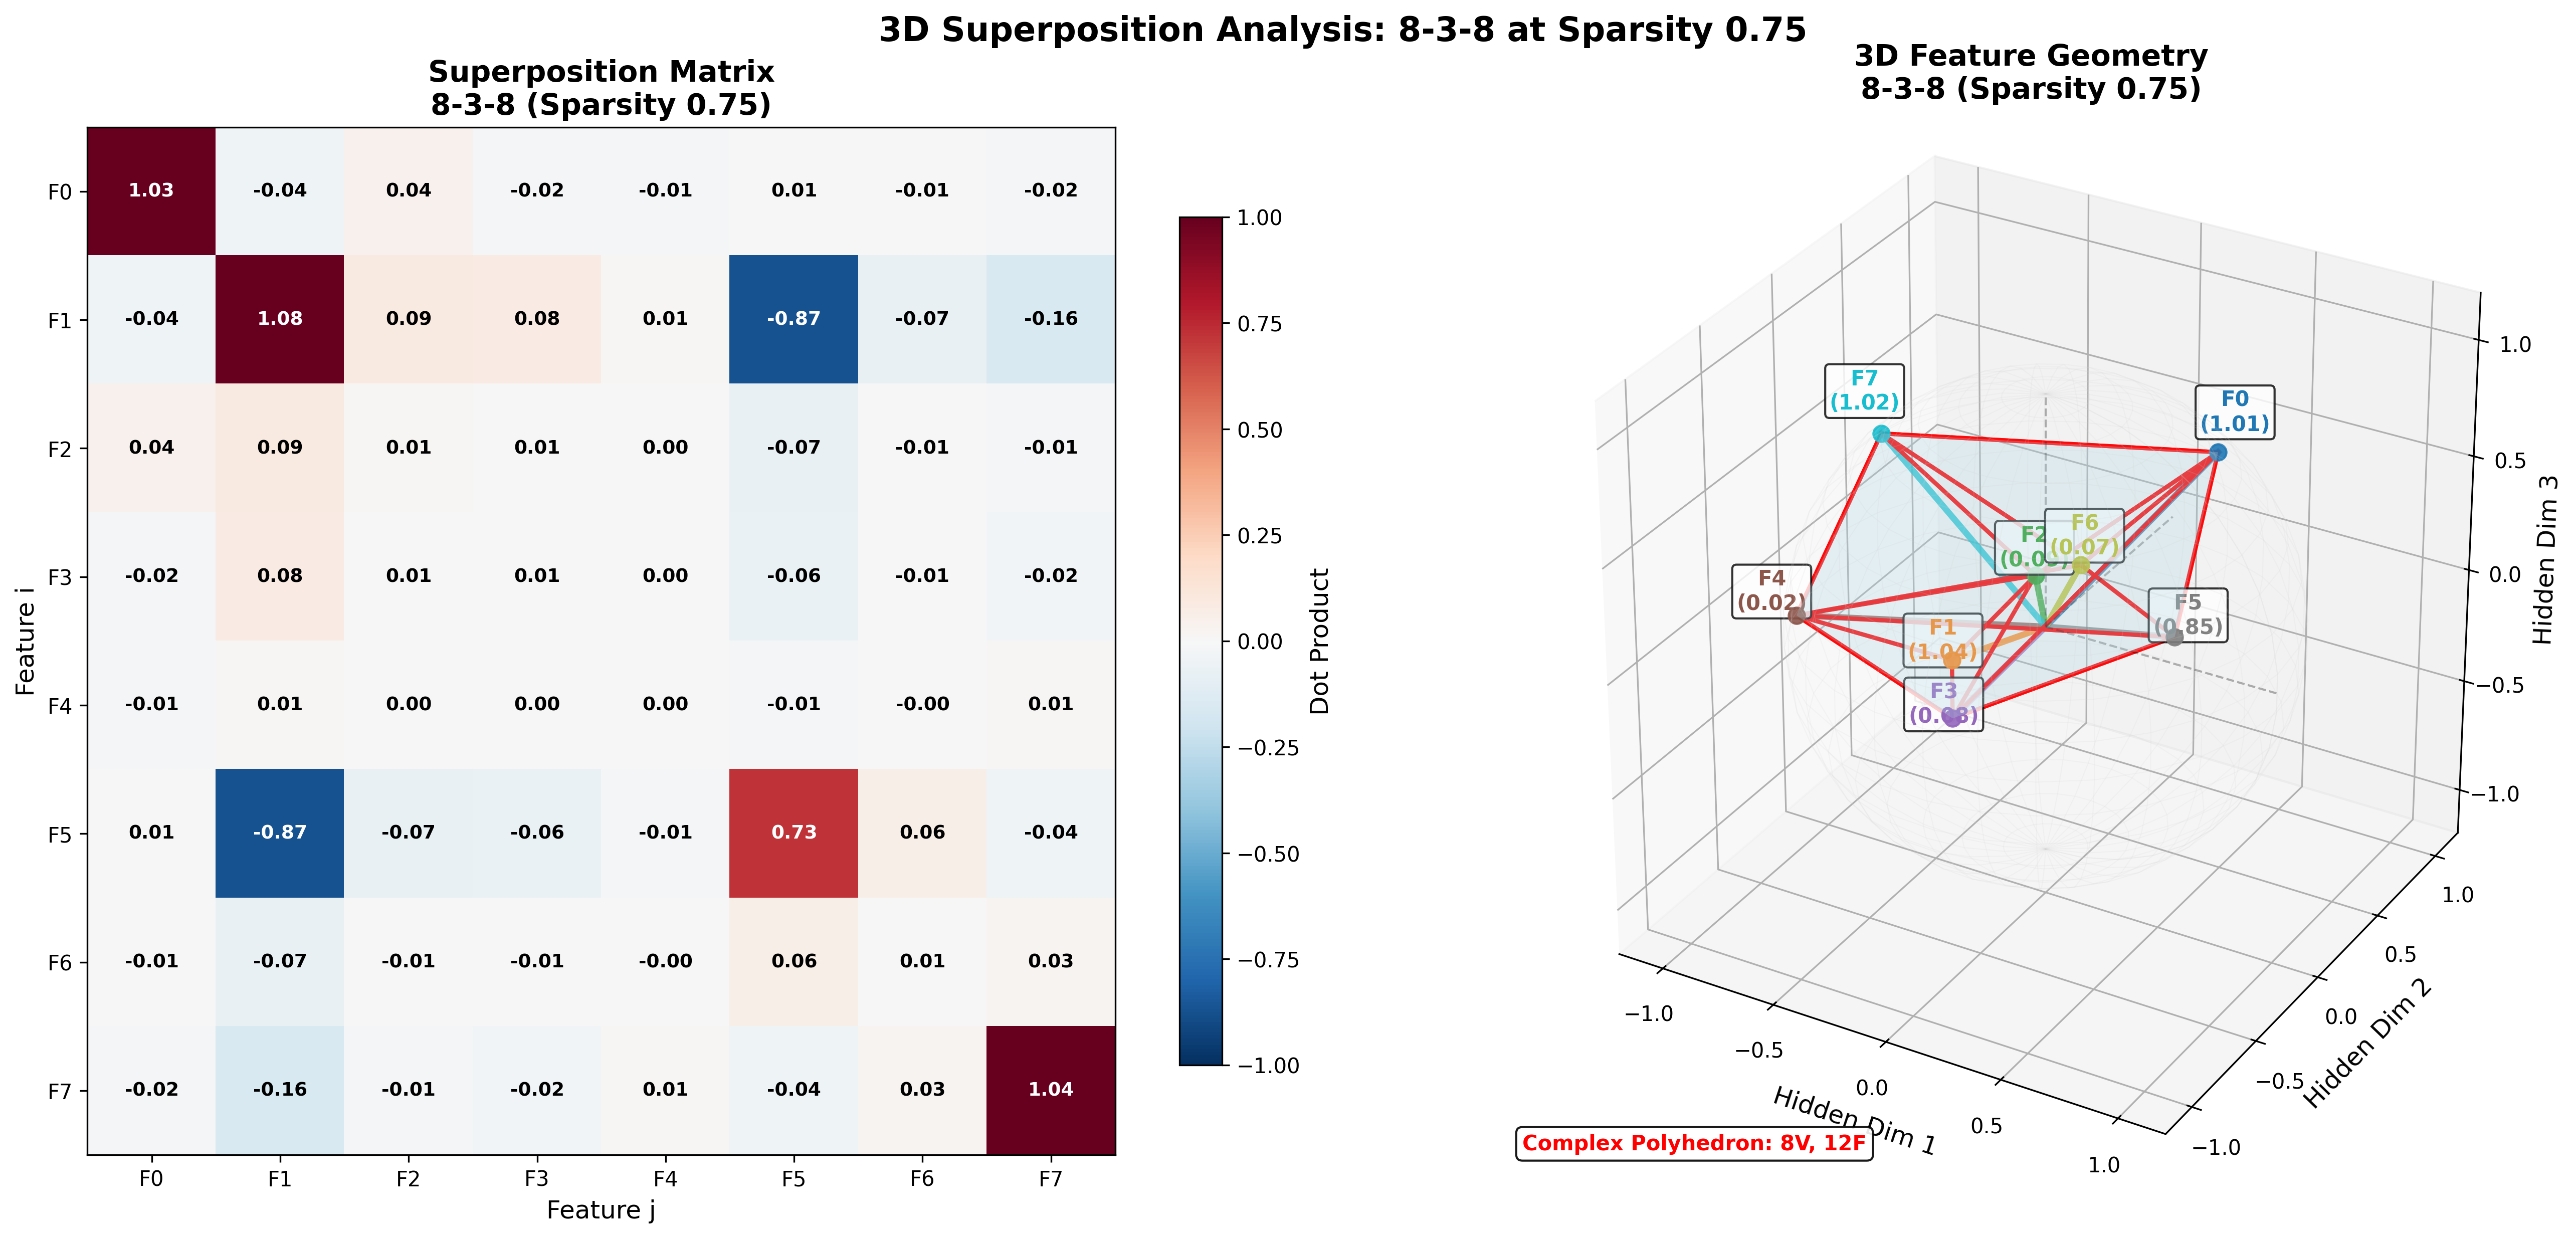 3D Superposition Analysis: 8-3-8 at Sparsity 0.75
Superposition Matrix
8-3-8 (Sparsity 0.75)
F0 1.03 -0.04 0.04 -0.02 -0.01 0.01 -0.01 -0.02
F1 -0.04 1.08 0.09 0.08 0.01 -0.87 -0.07 -0.16
F2 0.04 0.09 0.01 0.01 0.00 -0.07 -0.01 -0.01
F3 -0.02 0.08 0.01 0.01 0.00 -0.06 -0.01 -0.02
F4 -0.01 0.01 0.00 0.00 0.00 -0.01 -0.00 0.01
F5 0.01 -0.87 -0.07 -0.06 -0.01 0.73 0.06 -0.04
F6 -0.01 -0.07 -0.01 -0.01 -0.00 0.06 0.01 0.03
F7 -0.02 -0.16 -0.01 -0.02 0.01 -0.04 0.03 1.04
F0 F1 F2 F3 F4 F5 F6 F7
Feature j
Feature i
1.00
0.75
0.50
0.25
0.00
−0.25
−0.50
−0.75
−1.00
Dot Product
3D Feature Geometry
8-3-8 (Sparsity 0.75)
F7
(1.02)
F0
(1.01)
F2
F6
(0.07)
F4
(0.02)
F5
(0.85)
F1
(1.04)
F3
1.0
0.5
0.0
−0.5
−1.0
Hidden Dim 3
1.0
0.5
0.0
−0.5
−1.0
Hidden Dim 2
−1.0
−0.5
0.0
0.5
1.0
Hidden Dim 1
Complex Polyhedron: 8V, 12F